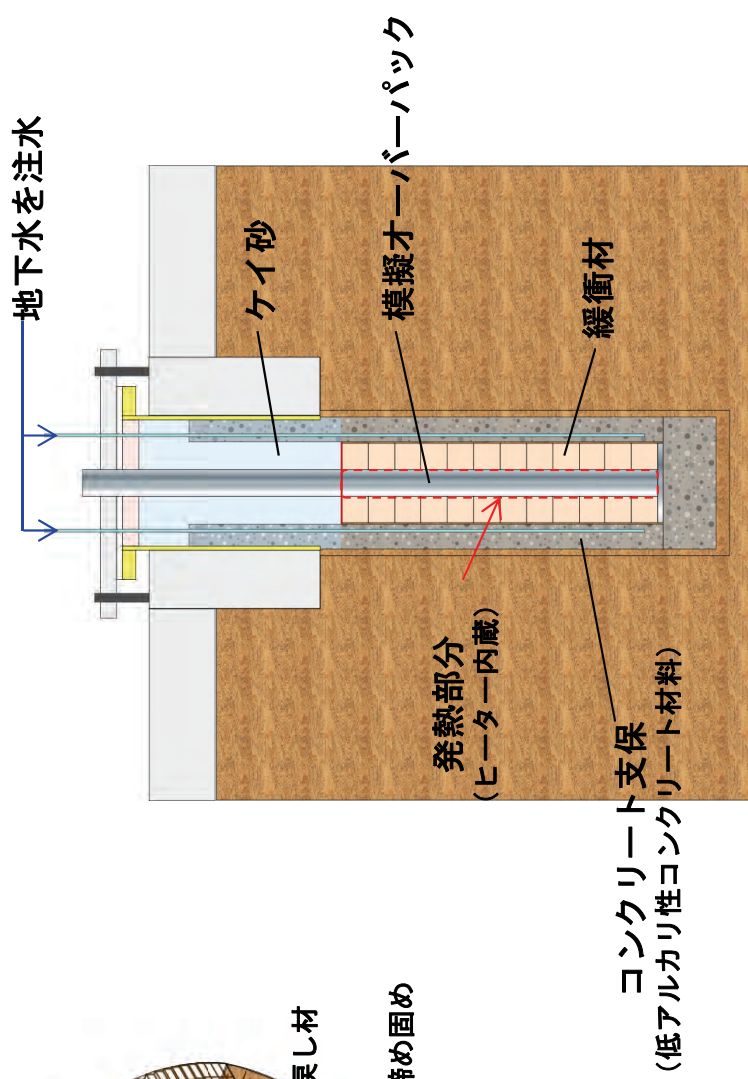 地下水を注水
ケイ砂
模擬オーバーパック
緩衝材
発熱部分
(ヒーター内蔵)
コンクリート支保
(低アルカリ性コンクリート材料)
戻し材
締め固め